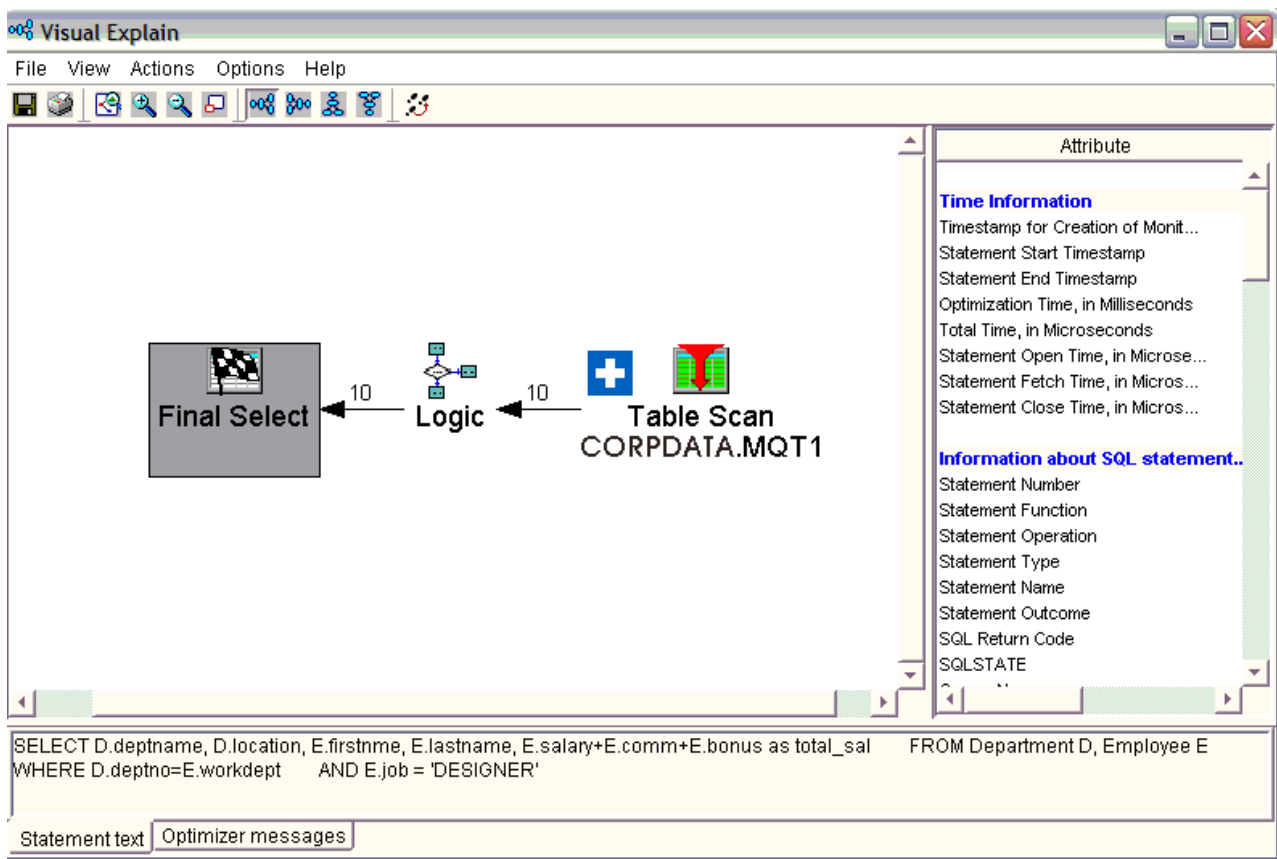 Visual Explain
File View Actions Options Help
Attribute
Time Information
Timestamp for Creation of Monit...
Statement Start Timestamp
Statement End Timestamp
Optimization Time, in Milliseconds
Total Time, in Microseconds
Statement Open Time, in Microse...
Statement Fetch Time, in Micros...
Statement Close Time, in Micros...
Information about SQL statement..
Statement Number
Statement Function
Statement Operation
Statement Type
Statement Name
Statement Outcome
SQL Return Code
SQLSTATE
10 10
Final Select Logic Table Scan
CORPDATA.MQT1
SELECT D.deptname, D.location, E.firstnme, E.lastname, E.salary+E.comm+E.bonus as total_sal FROM Department D, Employee E
WHERE D.deptno=E.workdept AND E.job = 'DESIGNER'
Statement text Optimizer messages